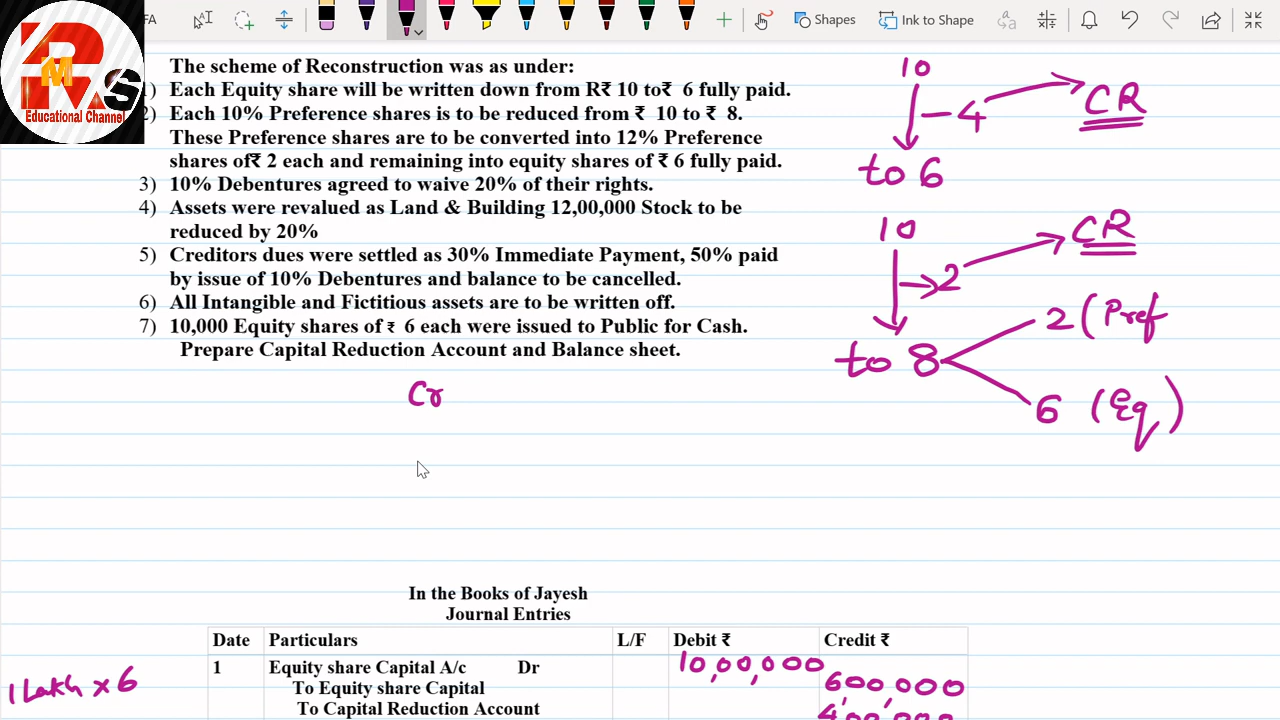 FA
Shapes
Ink to Shape
RMS
Educational Channel
The scheme of Reconstruction was as under:
1) Each Equity share will be written down from R₹ 10 to₹ 6 fully paid.
2) Each 10% Preference shares is to be reduced from ₹ 10 to ₹ 8.
These Preference shares are to be converted into 12% Preference
shares of₹ 2 each and remaining into equity shares of ₹ 6 fully paid.
3) 10% Debentures agreed to waive 20% of their rights.
4) Assets were revalued as Land & Building 12,00,000 Stock to be
reduced by 20%
5) Creditors dues were settled as 30% Immediate Payment, 50% paid
by issue of 10% Debentures and balance to be cancelled.
6) All Intangible and Fictitious assets are to be written off.
7) 10,000 Equity shares of ₹ 6 each were issued to Public for Cash.
Prepare Capital Reduction Account and Balance sheet.
10
4
CR
to 6
10
2
CR
to 8
2 (Pref
6 (Eq)
Cr
In the Books of Jayesh
Journal Entries
Date Particulars L/F Debit ₹ Credit ₹
1 Equity share Capital A/c Dr 10,00,000
To Equity share Capital 600,000
To Capital Reduction Account 4,00,000
1 Lakh × 6